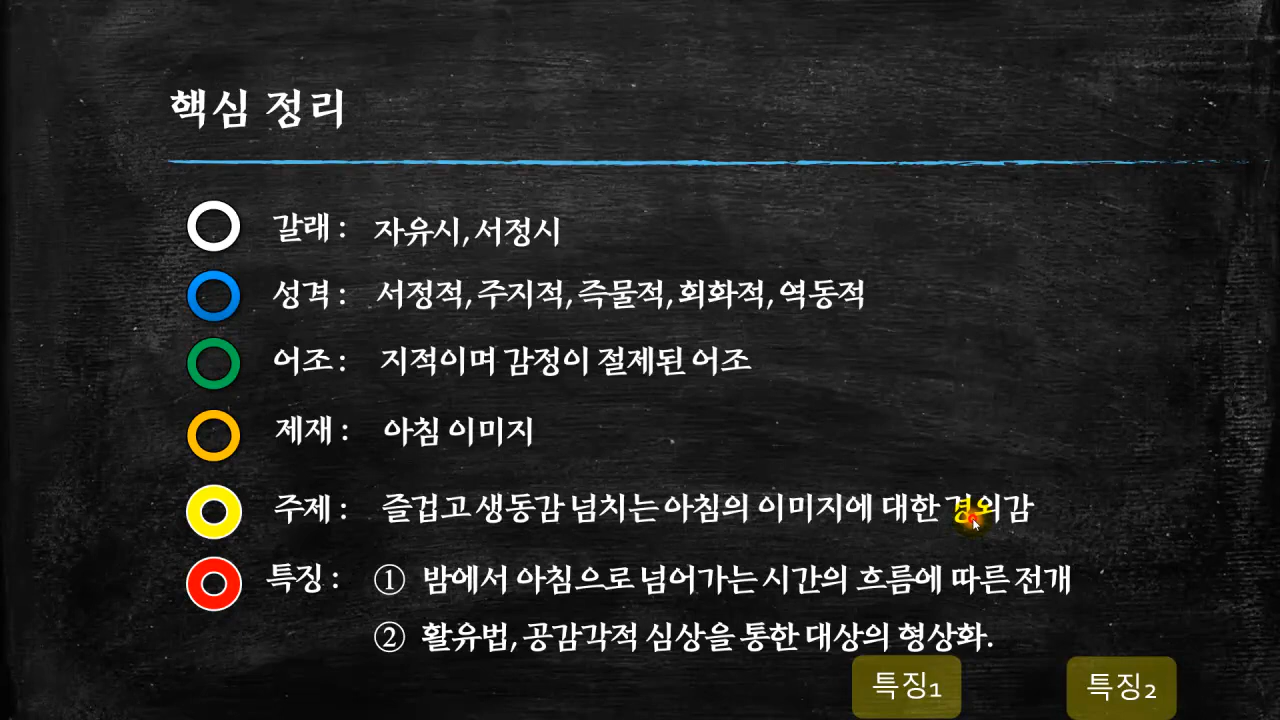 핵심 정리
갈래 : 자유시, 서정시
성격 : 서정적, 주지적, 즉물적, 회화적, 역동적
어조 : 지적이며 감정이 절제된 어조
제재 : 아침 이미지
주제 : 즐겁고 생동감 넘치는 아침의 이미지에 대한 경외감
특징 : ① 밤에서 아침으로 넘어가는 시간의 흐름에 따른 전개
② 활유법, 공감각적 심상을 통한 대상의 형상화.
특징1 특징2